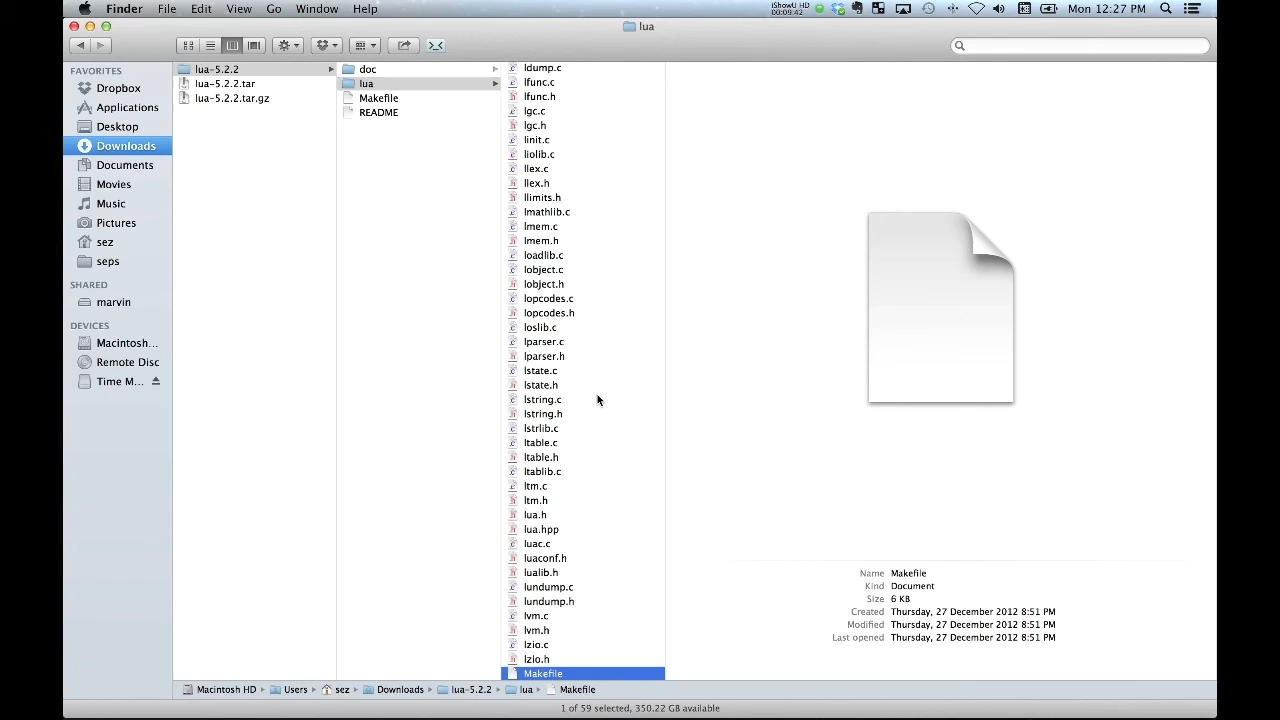 Finder File Edit View Go Window Help
iShowU HD
00:09:42
Mon 12:27 PM
lua
FAVORITES
Dropbox
Applications
Desktop
Downloads
Documents
Movies
Music
Pictures
sez
seps
SHARED
marvin
DEVICES
Macintosh...
Remote Disc
Time M...
lua-5.2.2
lua-5.2.2.tar
lua-5.2.2.tar.gz
doc
lua
Makefile
README
ldump.c
lfunc.c
lfunc.h
lgc.c
lgc.h
linit.c
liolib.c
llex.c
llex.h
llimits.h
lmathlib.c
lmem.c
lmem.h
loadlib.c
lobject.c
lobject.h
lopcodes.c
lopcodes.h
loslib.c
lparser.c
lparser.h
lstate.c
lstate.h
lstring.c
lstring.h
lstrlib.c
ltable.c
ltable.h
ltablib.c
ltm.c
ltm.h
lua.h
lua.hpp
luac.c
luaconf.h
lualib.h
lundump.c
lundump.h
lvm.c
lvm.h
lzio.c
lzio.h
Makefile
Name Makefile
Kind Document
Size 6 KB
Created Thursday, 27 December 2012 8:51 PM
Modified Thursday, 27 December 2012 8:51 PM
Last opened Thursday, 27 December 2012 8:51 PM
Macintosh HD Users sez Downloads lua-5.2.2 lua Makefile
1 of 59 selected, 350.22 GB available